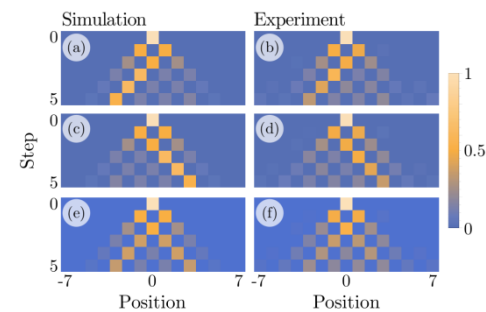 Simulation Experiment
0 (a) (b) 1
5
0 (c) (d) 0.5
Step
5
0 (e) (f) 0
5
-7 0 7 -7 0 7
Position Position